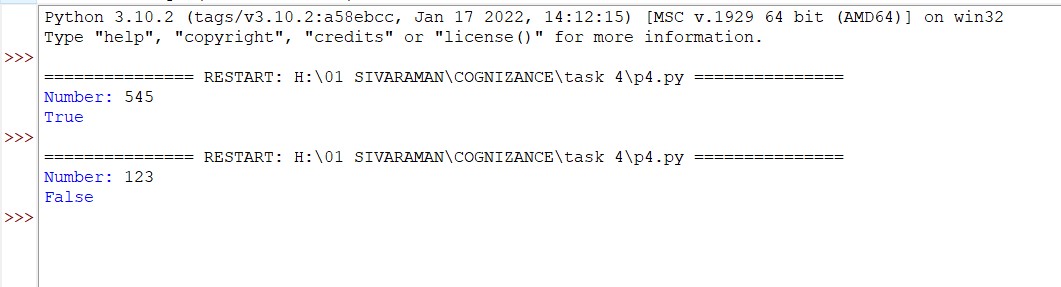 Python 3.10.2 (tags/v3.10.2:a58ebcc, Jan 17 2022, 14:12:15) [MSC v.1929 64 bit (AMD64)] on win32
Type "help", "copyright", "credits" or "license()" for more information.
>>>
=============== RESTART: H:\01 SIVARAMAN\COGNIZANCE\task 4\p4.py ===============
Number: 545
True
>>>
=============== RESTART: H:\01 SIVARAMAN\COGNIZANCE\task 4\p4.py ===============
Number: 123
False
>>>